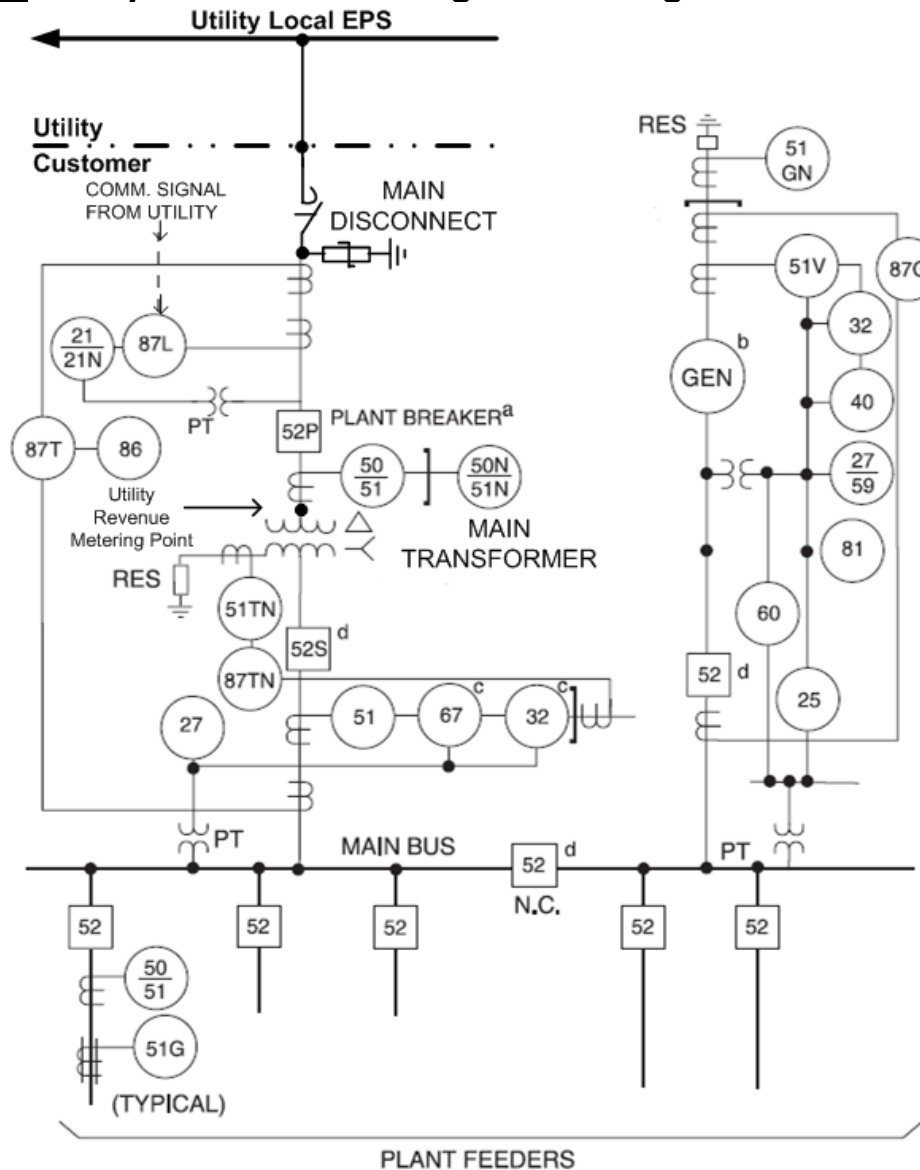 Utility Local EPS
Utility
Customer
COMM. SIGNAL
FROM UTILITY
MAIN
DISCONNECT
RES
51
GN
51V
87G
21
21N
87L
32
b
GEN
40
PT
PLANT BREAKER a
52P
87T
86
50
51
50N
51N
27
59
Utility
Revenue
Metering Point
MAIN
TRANSFORMER
81
RES
51TN
60
52S
d
87TN
52
d
25
27
51
67
c
32
c
PT
MAIN BUS
52
d
N.C.
PT
52
52
52
52
52
50
51
51G
(TYPICAL)
PLANT FEEDERS